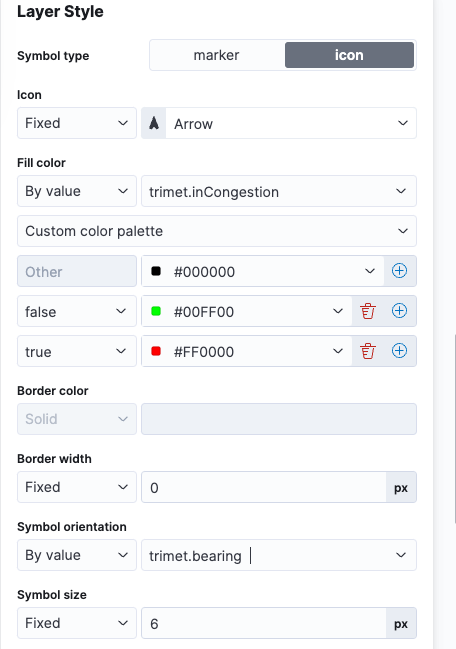 Layer Style
Symbol type marker icon
Icon
Fixed Arrow
Fill color
By value trimet.inCongestion
Custom color palette
Other #000000
false #00FF00
true #FF0000
Border color
Solid
Border width
Fixed 0 px
Symbol orientation
By value trimet.bearing
Symbol size
Fixed 6 px